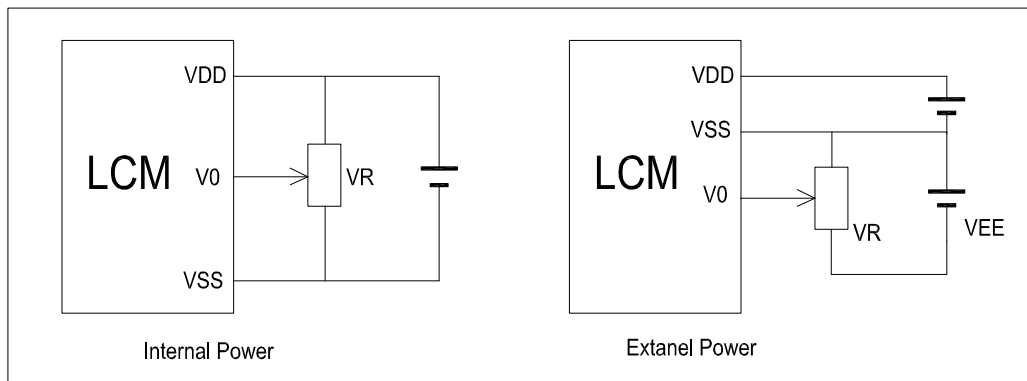 VDD
LCM
V0
VR
VSS
Internal Power
VDD
VSS
LCM
V0
VR
VEE
Extanel Power